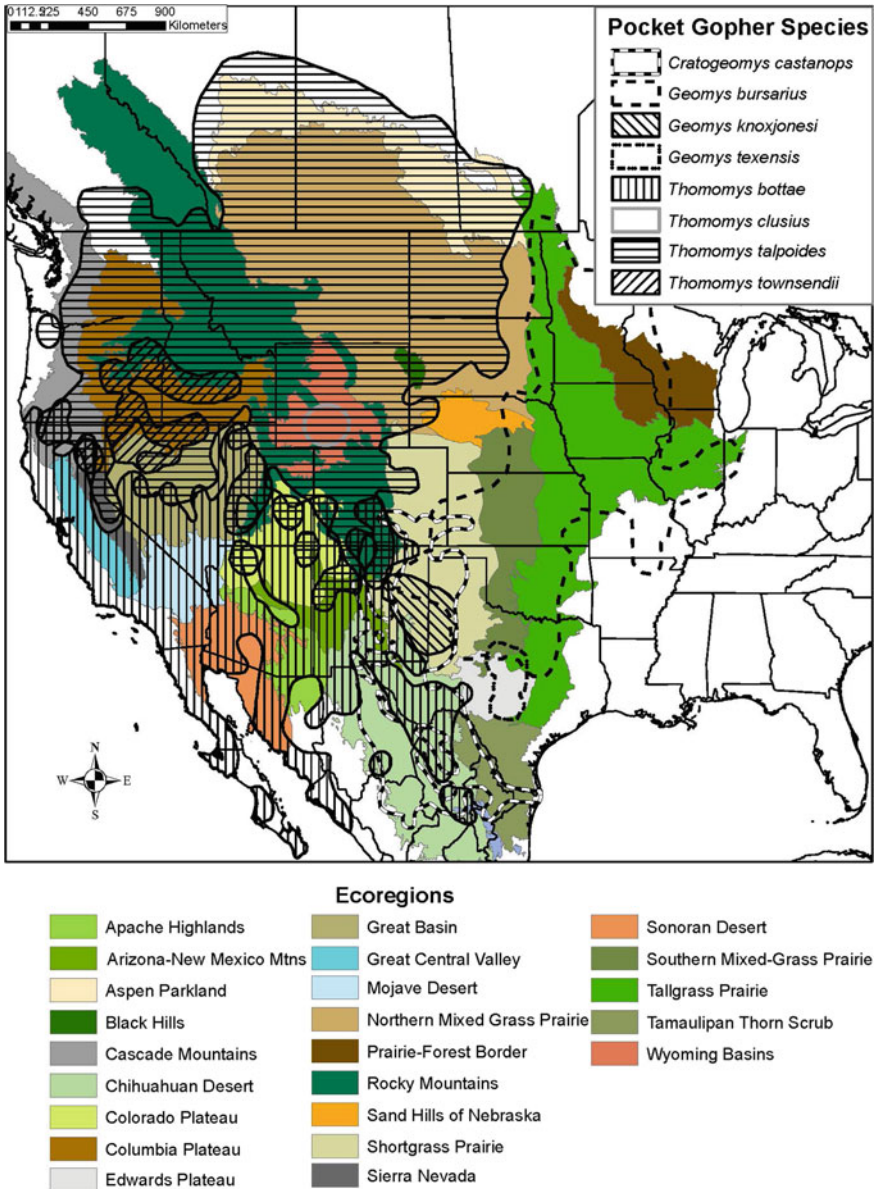 0112.5225 450 675 900
Kilometers
Pocket Gopher Species
Cratogeomys castanops
Geomys bursarius
Geomys knoxjonesi
Geomys texensis
Thomomys bottae
Thomomys clusius
Thomomys talpoides
Thomomys townsendii
N
W E
S
Ecoregions
Apache Highlands
Arizona-New Mexico Mtns
Aspen Parkland
Black Hills
Cascade Mountains
Chihuahuan Desert
Colorado Plateau
Columbia Plateau
Edwards Plateau
Great Basin
Great Central Valley
Mojave Desert
Northern Mixed Grass Prairie
Prairie-Forest Border
Rocky Mountains
Sand Hills of Nebraska
Shortgrass Prairie
Sierra Nevada
Sonoran Desert
Southern Mixed-Grass Prairie
Tallgrass Prairie
Tamaulipan Thorn Scrub
Wyoming Basins